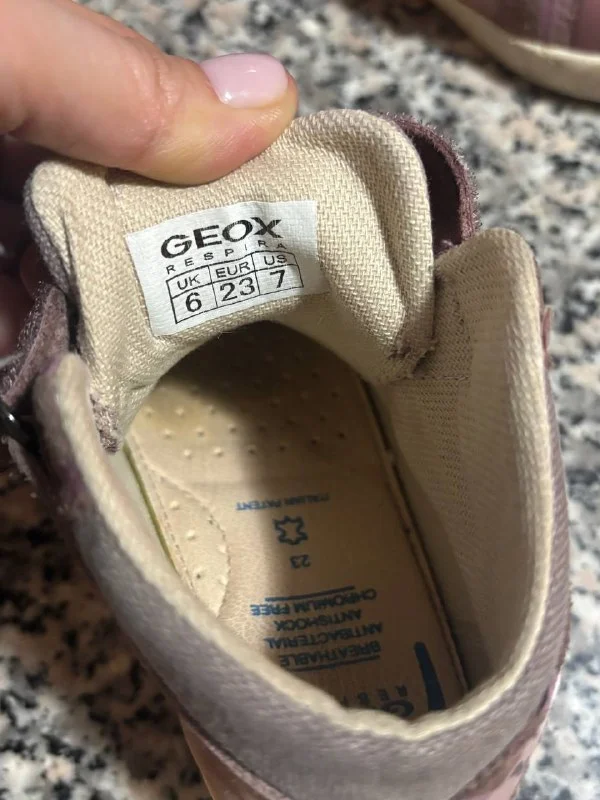 GEOX
RESPIRA
UK EUR US
6 23 7
BREATHABLE
ANTIBACTERIAL
ANTISHOCK
CHROMIUM FREE
23
ITALIAN PATENT